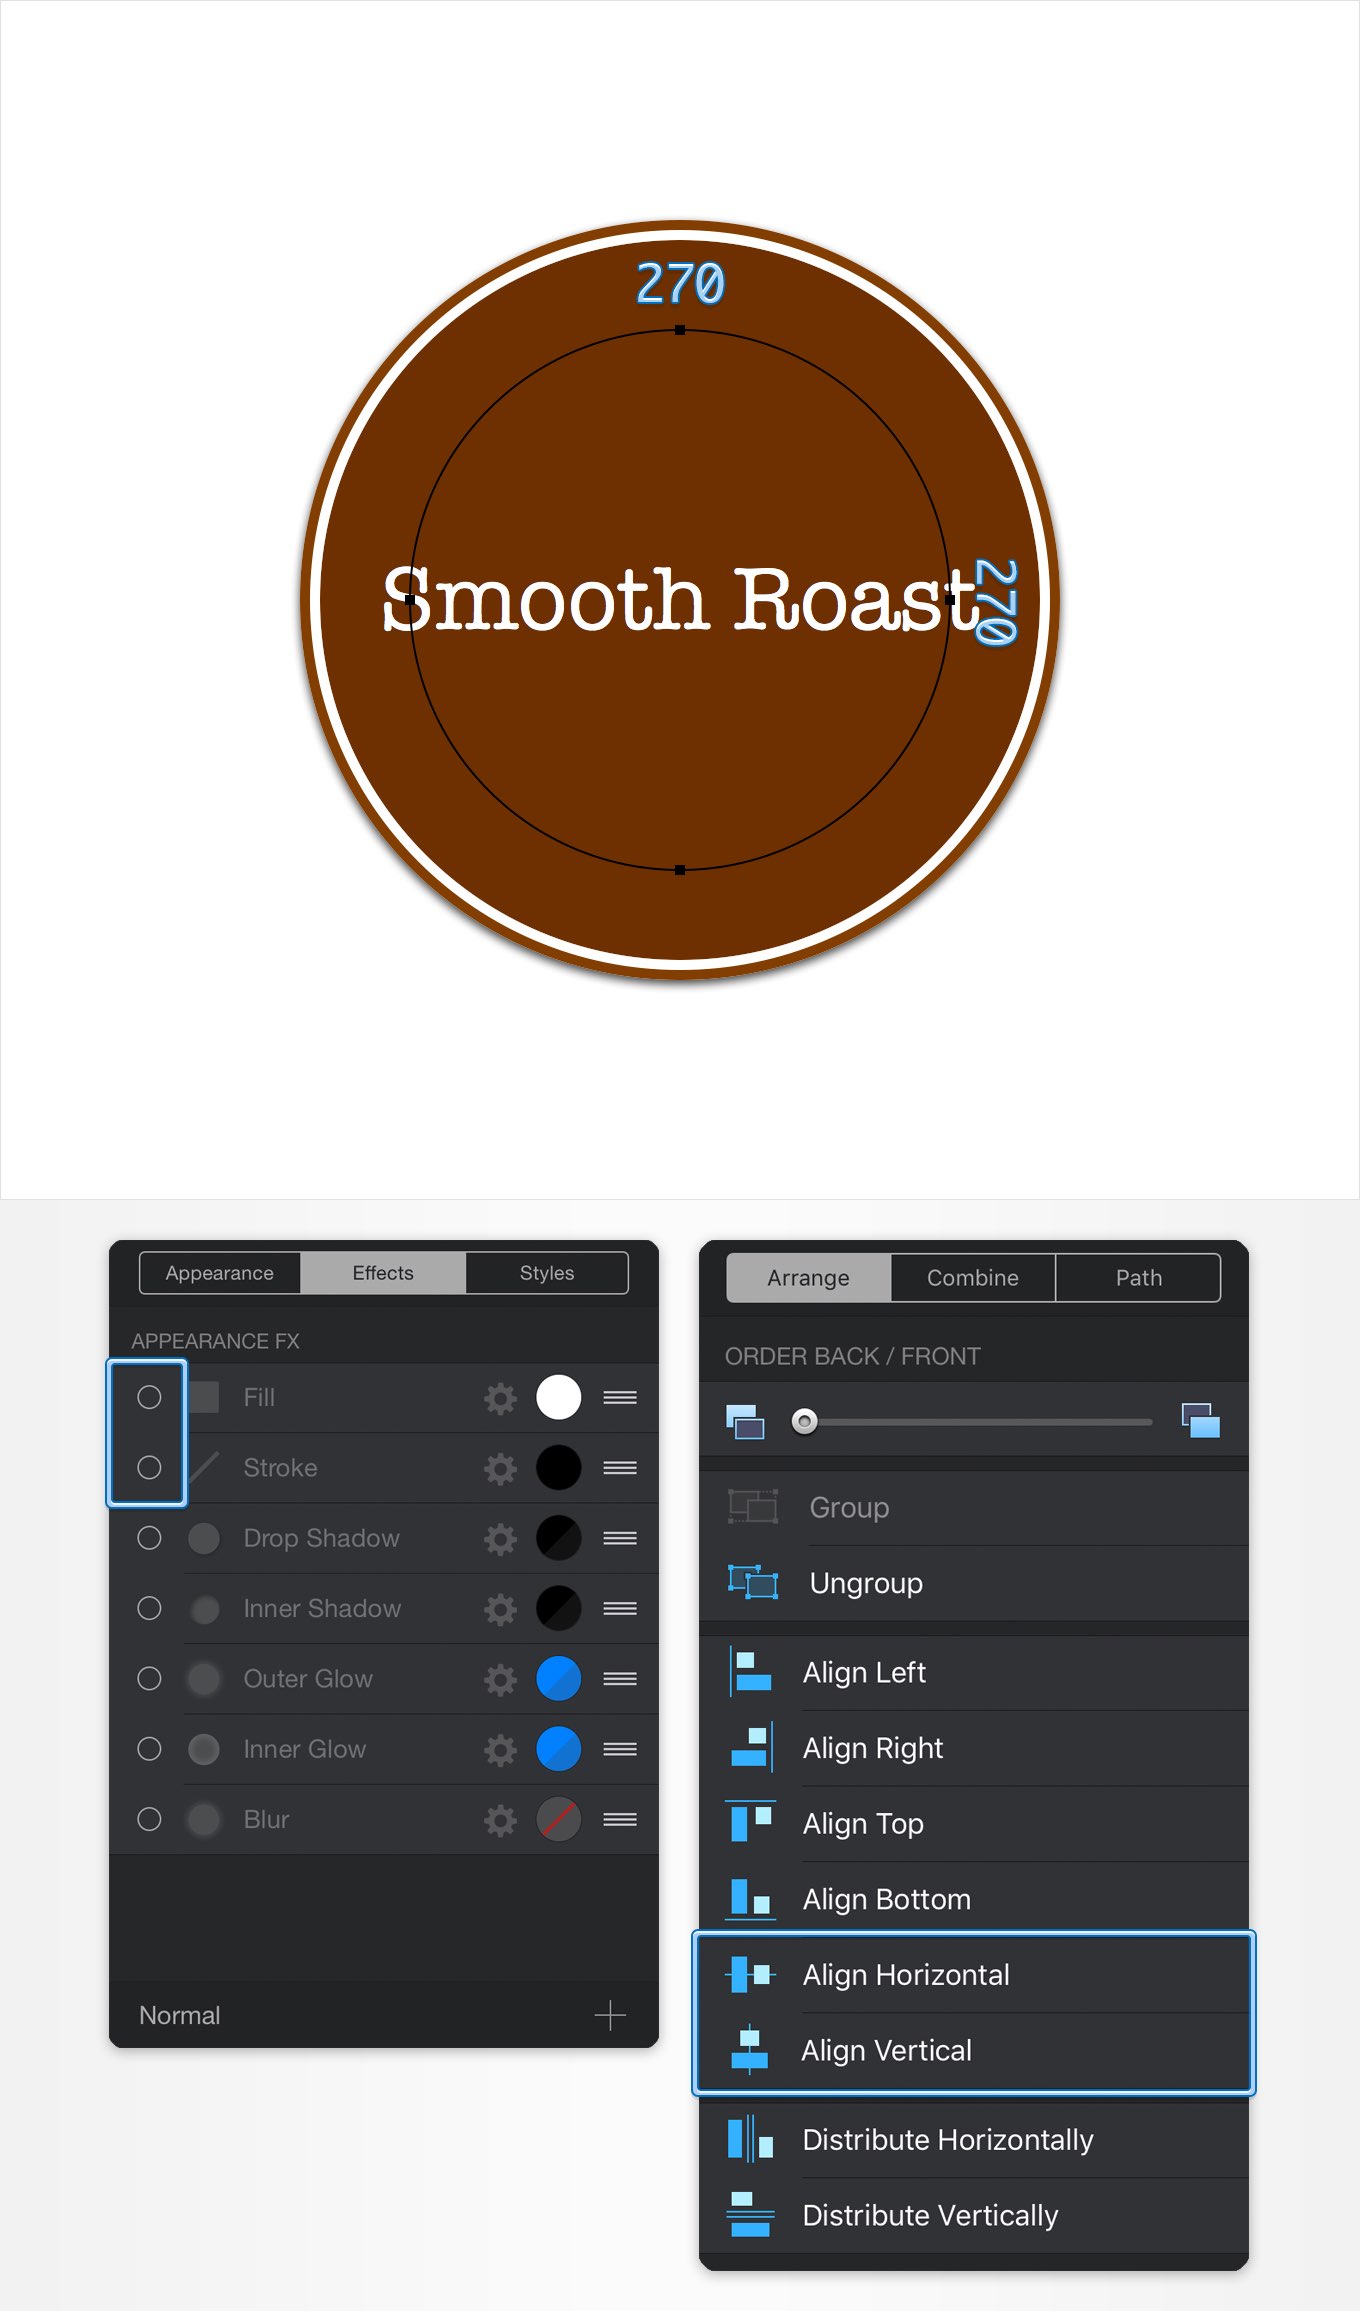 270
Smooth Roast
270
Appearance
Effects
Styles
APPEARANCE FX
Fill
Stroke
Drop Shadow
Inner Shadow
Outer Glow
Inner Glow
Blur
Normal
Arrange
Combine
Path
ORDER BACK / FRONT
Group
Ungroup
Align Left
Align Right
Align Top
Align Bottom
Align Horizontal
Align Vertical
Distribute Horizontally
Distribute Vertically